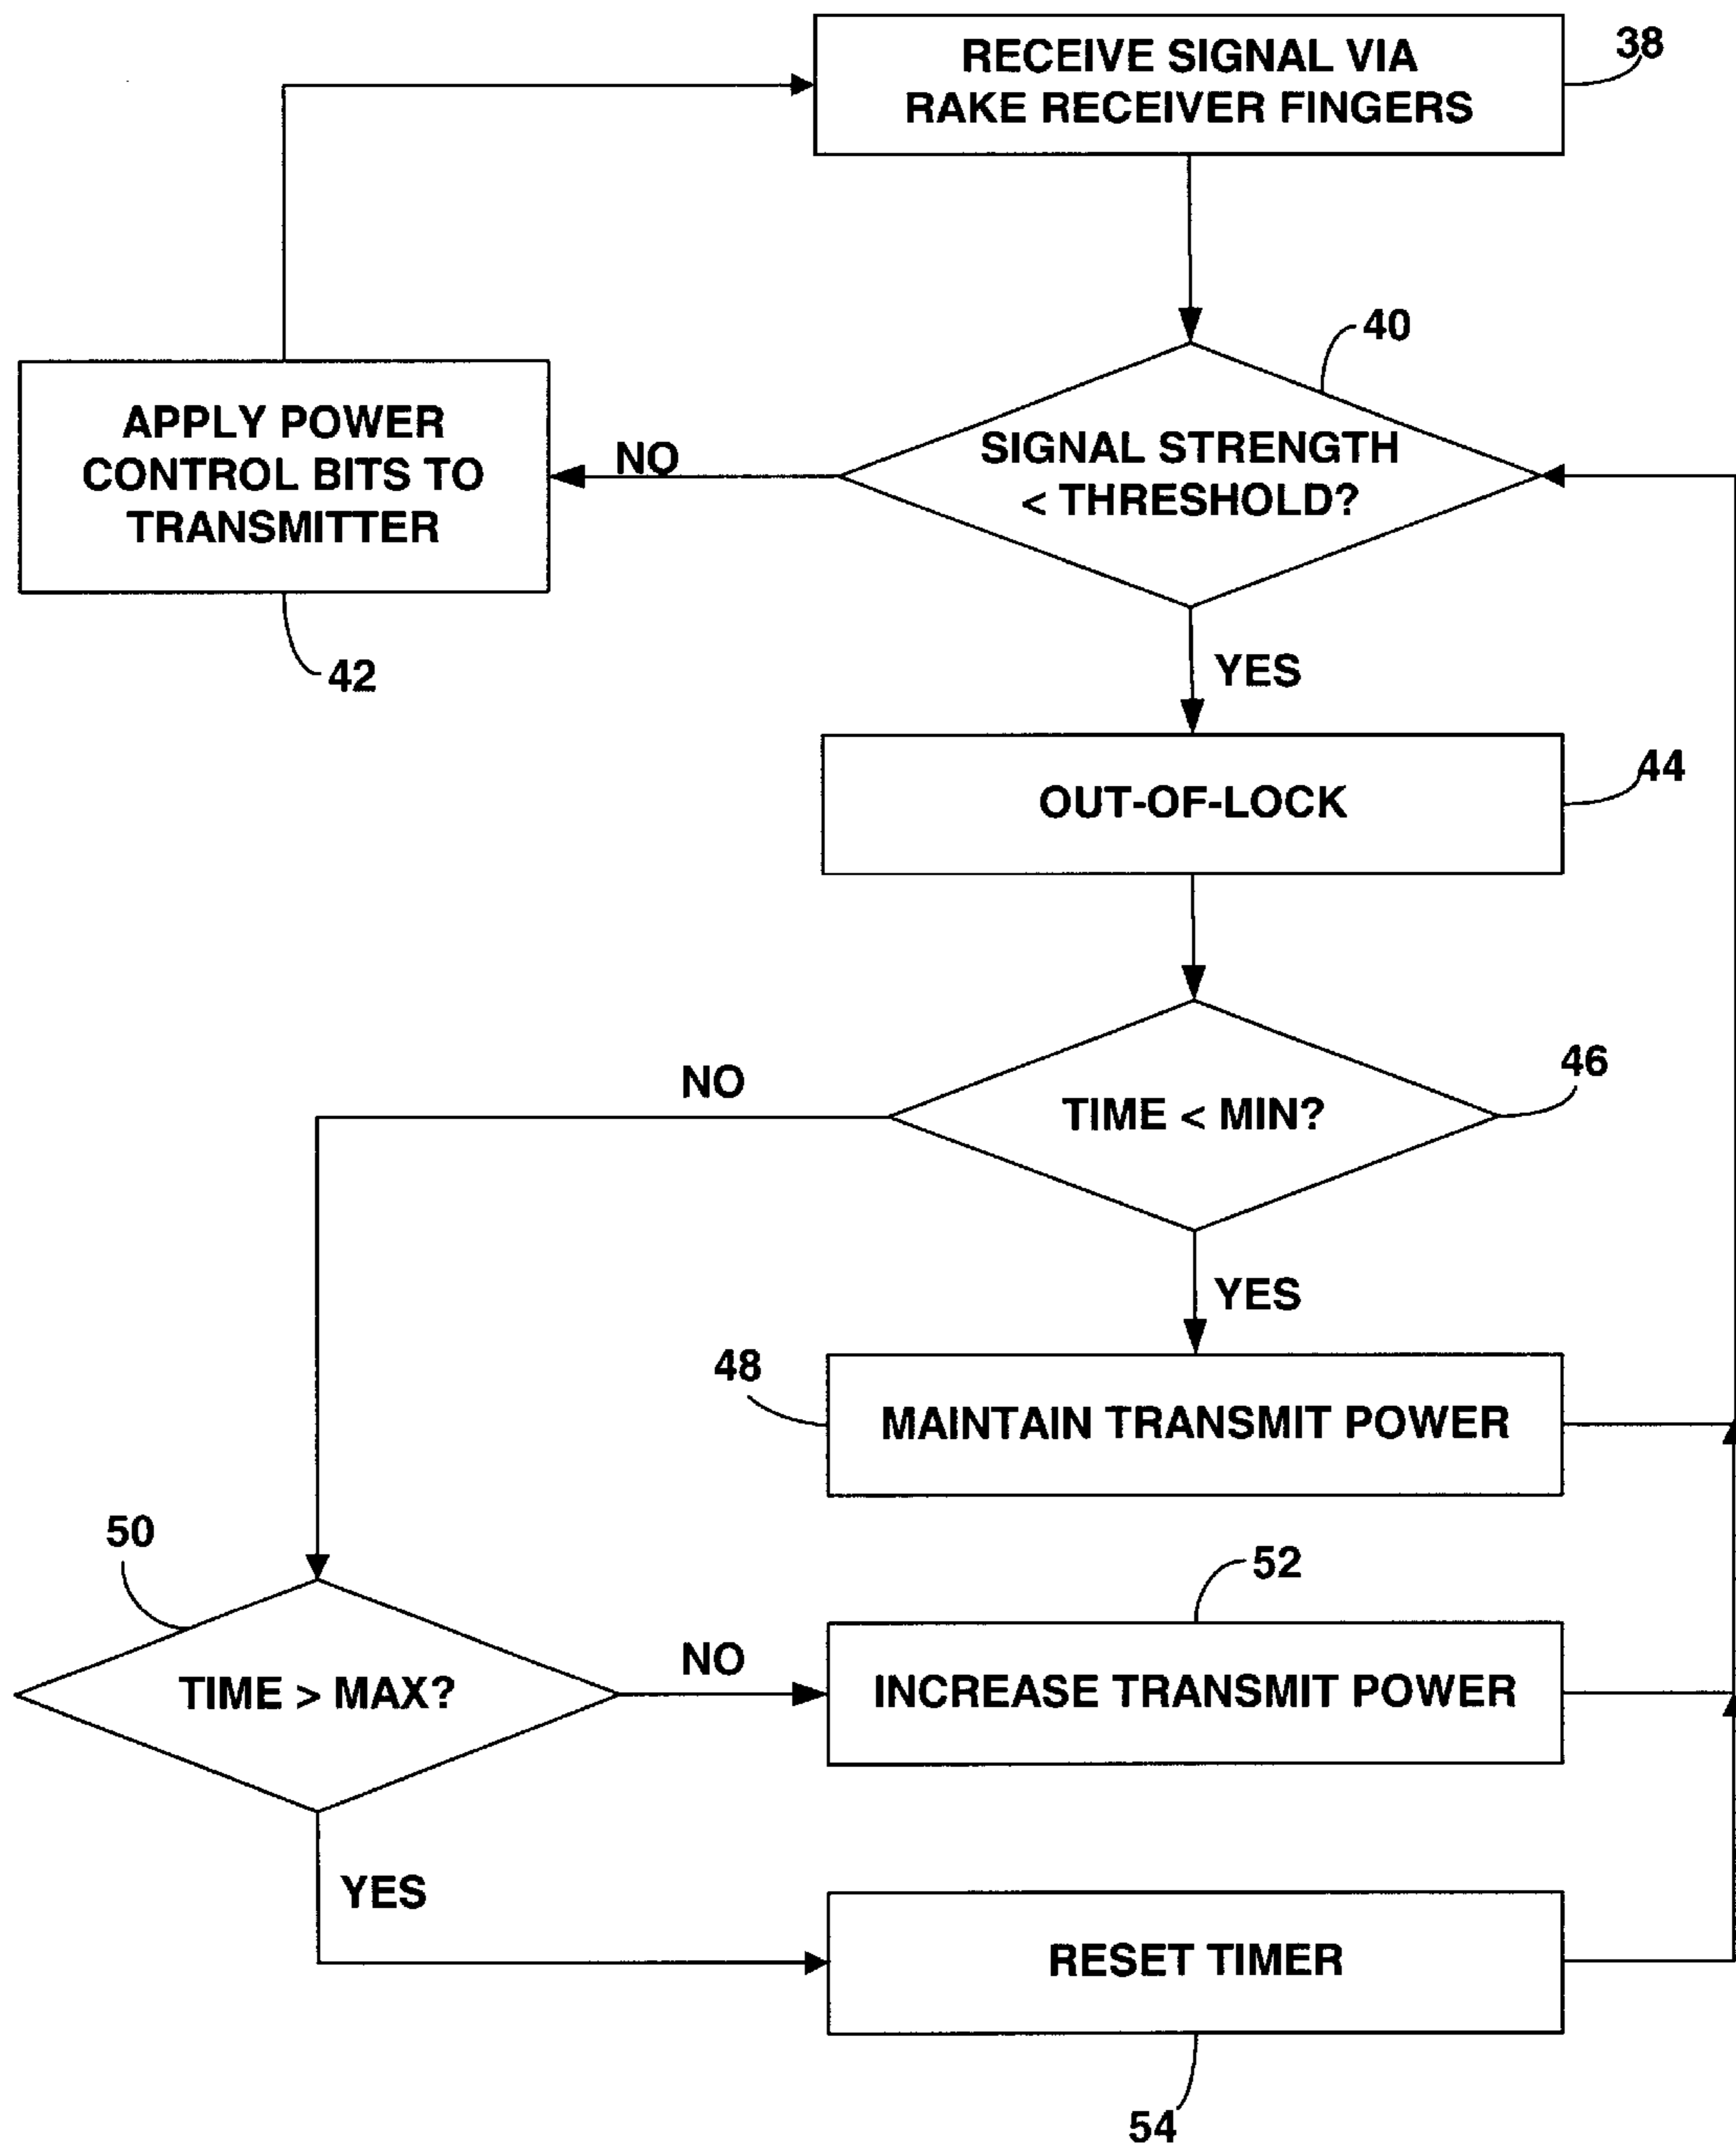 RECEIVE SIGNAL VIA
RAKE RECEIVER FINGERS
38
40
SIGNAL STRENGTH
< THRESHOLD?
NO
APPLY POWER
CONTROL BITS TO
TRANSMITTER
42
YES
OUT-OF-LOCK
44
TIME < MIN?
46
NO
YES
48
MAINTAIN TRANSMIT POWER
50
TIME > MAX?
NO
52
INCREASE TRANSMIT POWER
YES
RESET TIMER
54